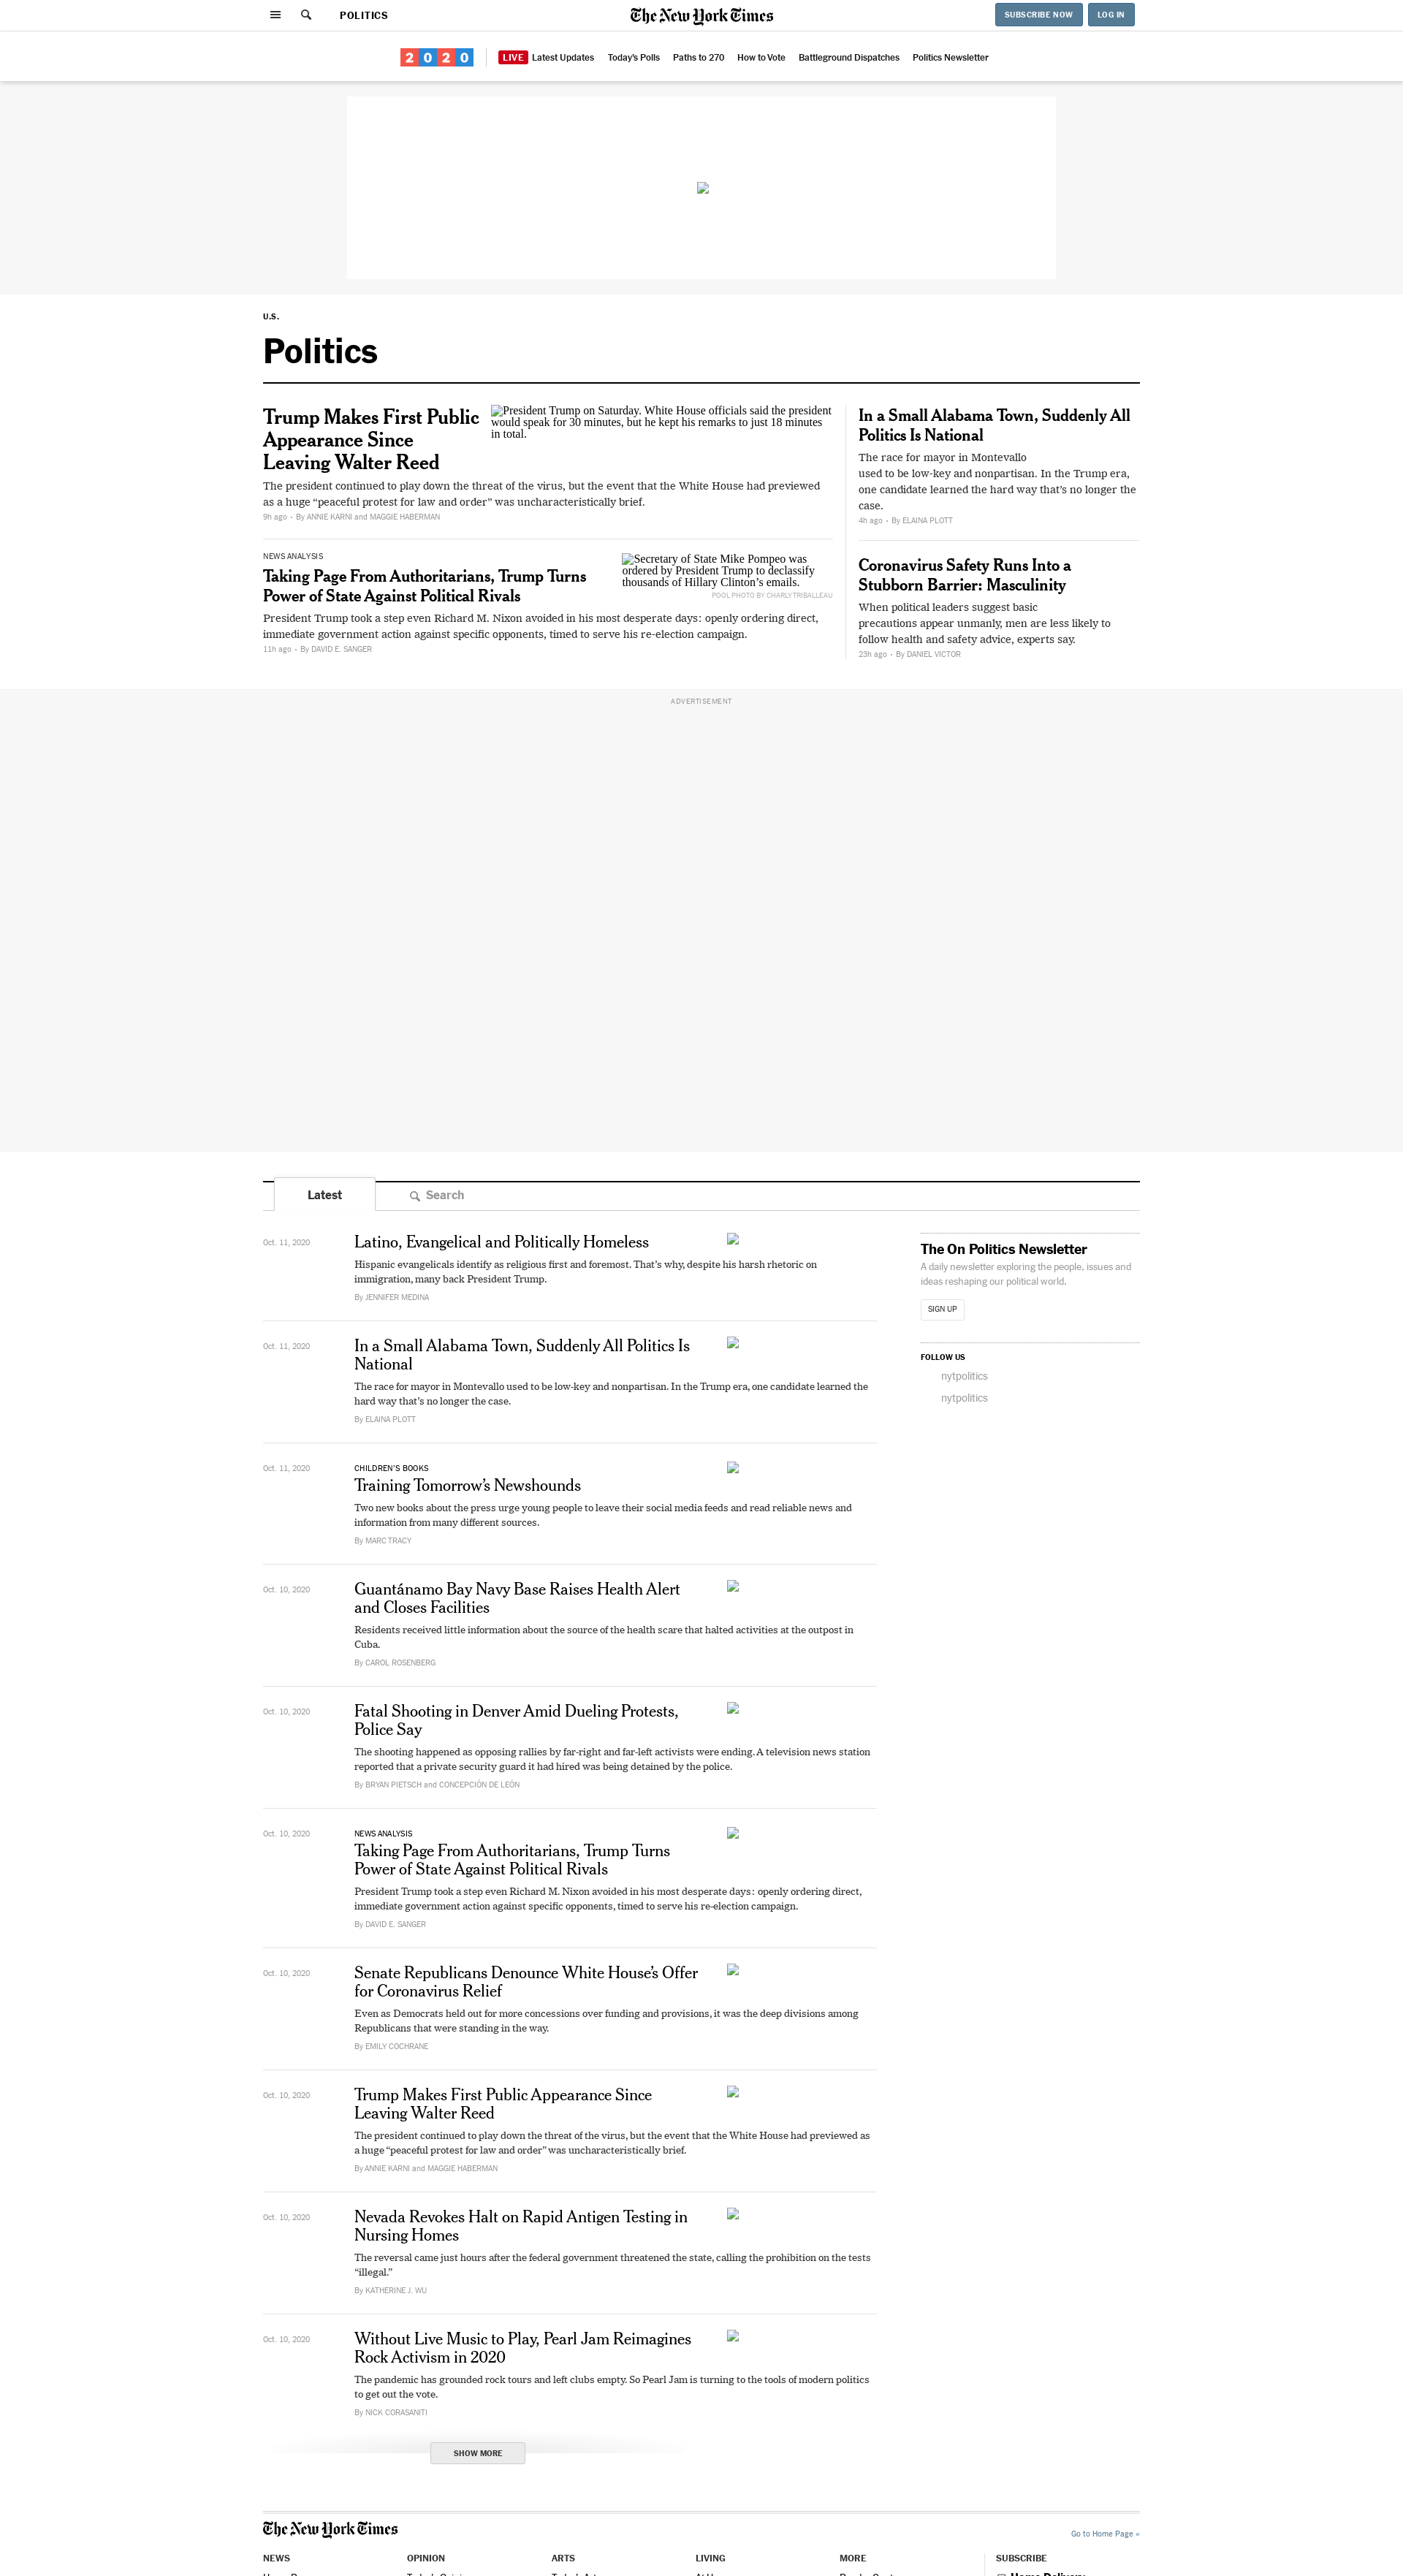 POLITICS
The New York Times
SUBSCRIBE NOW
LOG IN
2020
LIVE Latest Updates
Today's Polls
Paths to 270
How to Vote
Battleground Dispatches
Politics Newsletter
U.S.
Politics
Trump Makes First Public
Appearance Since
Leaving Walter Reed
President Trump on Saturday. White House officials said the president
would speak for 30 minutes, but he kept his remarks to just 18 minutes
in total.
The president continued to play down the threat of the virus, but the event that the White House had previewed
as a huge “peaceful protest for law and order” was uncharacteristically brief.
9h ago • By ANNIE KARNI and MAGGIE HABERMAN
NEWS ANALYSIS
Taking Page From Authoritarians, Trump Turns
Power of State Against Political Rivals
Secretary of State Mike Pompeo was
ordered by President Trump to declassify
thousands of Hillary Clinton’s emails.
POOL PHOTO BY CHARLY TRIBALLEAU
President Trump took a step even Richard M. Nixon avoided in his most desperate days: openly ordering direct,
immediate government action against specific opponents, timed to serve his re-election campaign.
11h ago • By DAVID E. SANGER
In a Small Alabama Town, Suddenly All
Politics Is National
The race for mayor in Montevallo
used to be low-key and nonpartisan. In the Trump era,
one candidate learned the hard way that’s no longer the
case.
4h ago • By ELAINA PLOTT
Coronavirus Safety Runs Into a
Stubborn Barrier: Masculinity
When political leaders suggest basic
precautions appear unmanly, men are less likely to
follow health and safety advice, experts say.
23h ago • By DANIEL VICTOR
ADVERTISEMENT
Latest
Search
Oct. 11, 2020
Latino, Evangelical and Politically Homeless
Hispanic evangelicals identify as religious first and foremost. That’s why, despite his harsh rhetoric on
immigration, many back President Trump.
By JENNIFER MEDINA
Oct. 11, 2020
In a Small Alabama Town, Suddenly All Politics Is
National
The race for mayor in Montevallo used to be low-key and nonpartisan. In the Trump era, one candidate learned the
hard way that’s no longer the case.
By ELAINA PLOTT
Oct. 11, 2020
CHILDREN’S BOOKS
Training Tomorrow’s Newshounds
Two new books about the press urge young people to leave their social media feeds and read reliable news and
information from many different sources.
By MARC TRACY
Oct. 10, 2020
Guantánamo Bay Navy Base Raises Health Alert
and Closes Facilities
Residents received little information about the source of the health scare that halted activities at the outpost in
Cuba.
By CAROL ROSENBERG
Oct. 10, 2020
Fatal Shooting in Denver Amid Dueling Protests,
Police Say
The shooting happened as opposing rallies by far-right and far-left activists were ending. A television news station
reported that a private security guard it had hired was being detained by the police.
By BRYAN PIETSCH and CONCEPCIÓN DE LEÓN
Oct. 10, 2020
NEWS ANALYSIS
Taking Page From Authoritarians, Trump Turns
Power of State Against Political Rivals
President Trump took a step even Richard M. Nixon avoided in his most desperate days: openly ordering direct,
immediate government action against specific opponents, timed to serve his re-election campaign.
By DAVID E. SANGER
Oct. 10, 2020
Senate Republicans Denounce White House’s Offer
for Coronavirus Relief
Even as Democrats held out for more concessions over funding and provisions, it was the deep divisions among
Republicans that were standing in the way.
By EMILY COCHRANE
Oct. 10, 2020
Trump Makes First Public Appearance Since
Leaving Walter Reed
The president continued to play down the threat of the virus, but the event that the White House had previewed as
a huge “peaceful protest for law and order” was uncharacteristically brief.
By ANNIE KARNI and MAGGIE HABERMAN
Oct. 10, 2020
Nevada Revokes Halt on Rapid Antigen Testing in
Nursing Homes
The reversal came just hours after the federal government threatened the state, calling the prohibition on the tests
“illegal.”
By KATHERINE J. WU
Oct. 10, 2020
Without Live Music to Play, Pearl Jam Reimagines
Rock Activism in 2020
The pandemic has grounded rock tours and left clubs empty. So Pearl Jam is turning to the tools of modern politics
to get out the vote.
By NICK CORASANITI
SHOW MORE
The On Politics Newsletter
A daily newsletter exploring the people, issues and
ideas reshaping our political world.
SIGN UP
FOLLOW US
nytpolitics
nytpolitics
The New York Times
Go to Home Page »
NEWS
OPINION
ARTS
LIVING
MORE
SUBSCRIBE